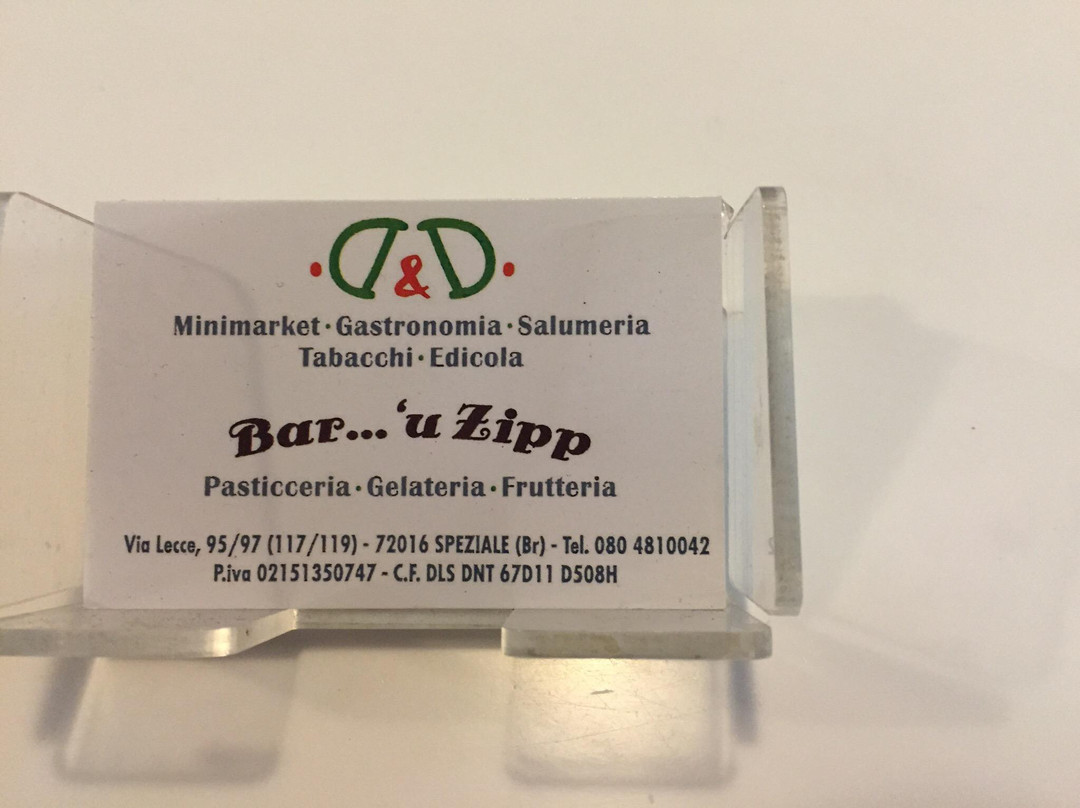 D&D
Minimarket·Gastronomia·Salumeria
Tabacchi·Edicola
Bar... 'u Zipp
Pasticceria·Gelateria·Frutteria
Via Lecce, 95/97 (117/119) - 72016 SPEZIALE (Br) - Tel. 080 4810042
P.iva 02151350747 - C.F. DLS DNT 67D11 D508H